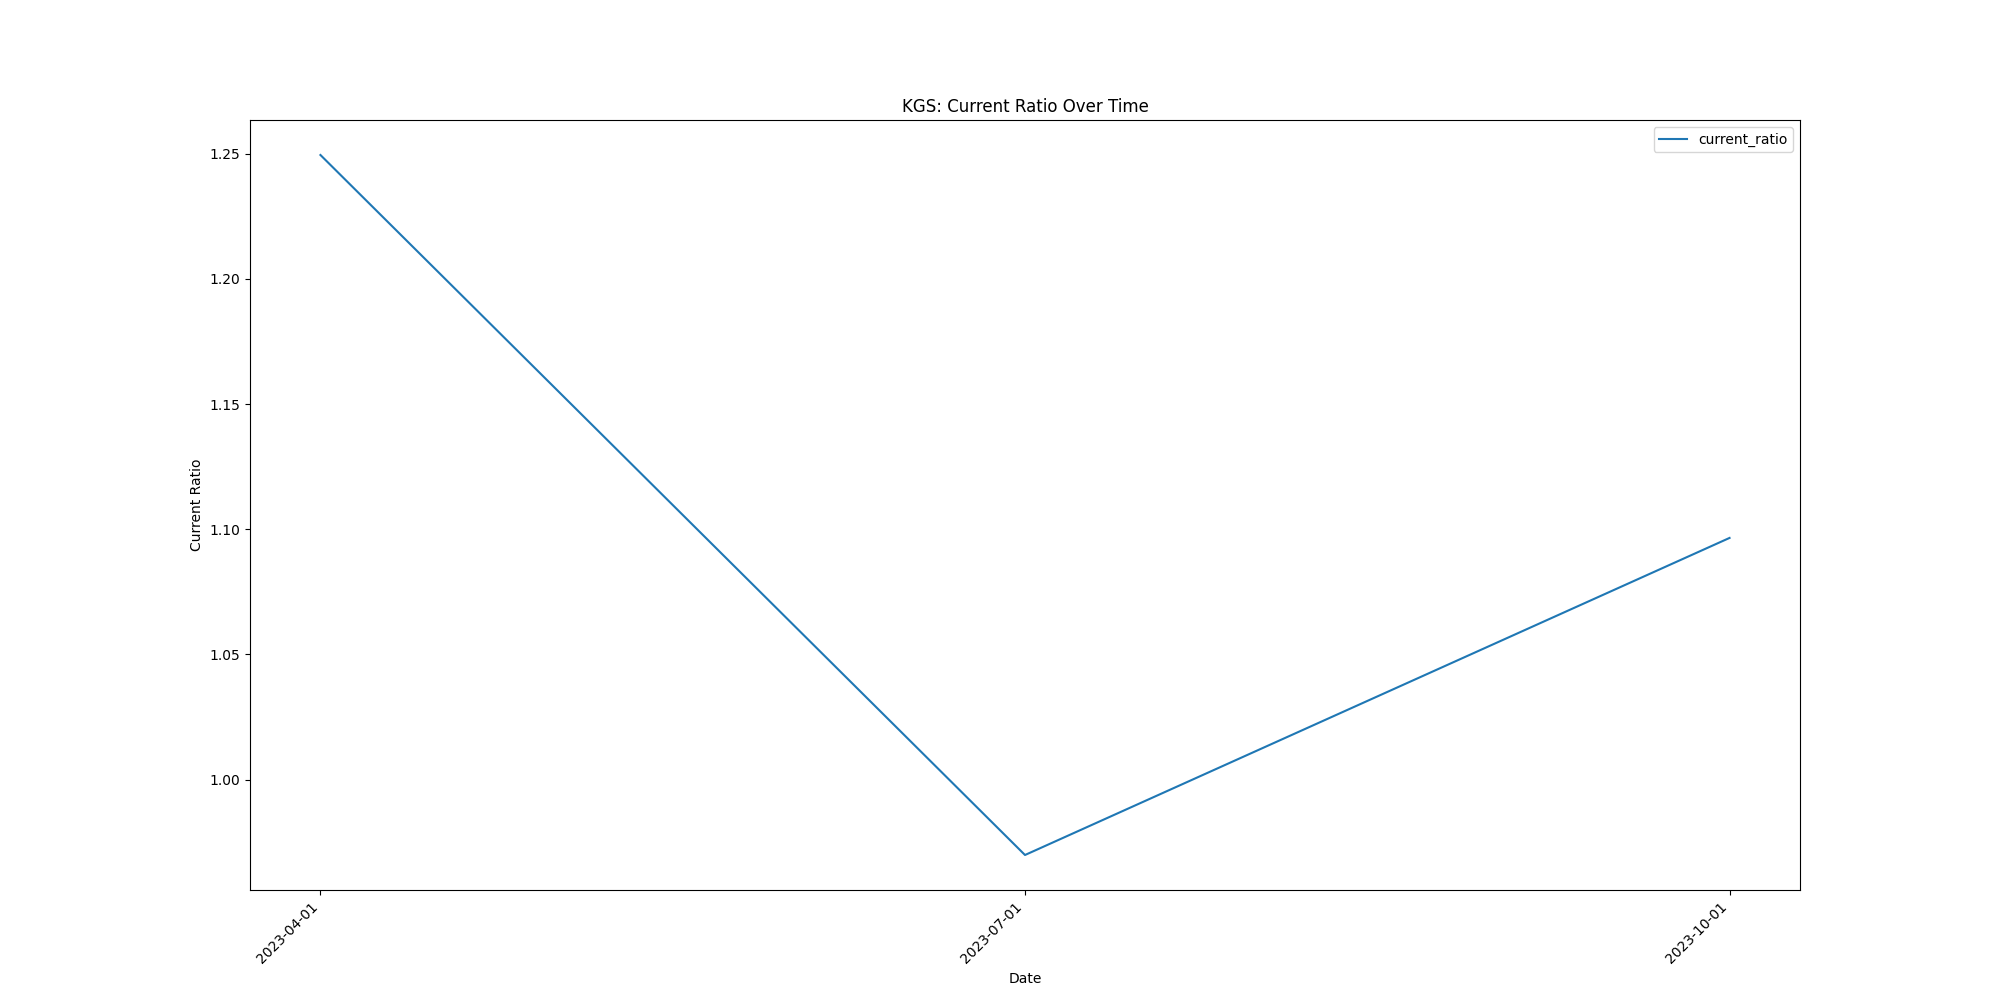 KGS: Current Ratio Over Time
current_ratio
1.25
1.20
1.15
1.10
1.05
1.00
Current Ratio
2023-04-01
2023-07-01
2023-10-01
Date